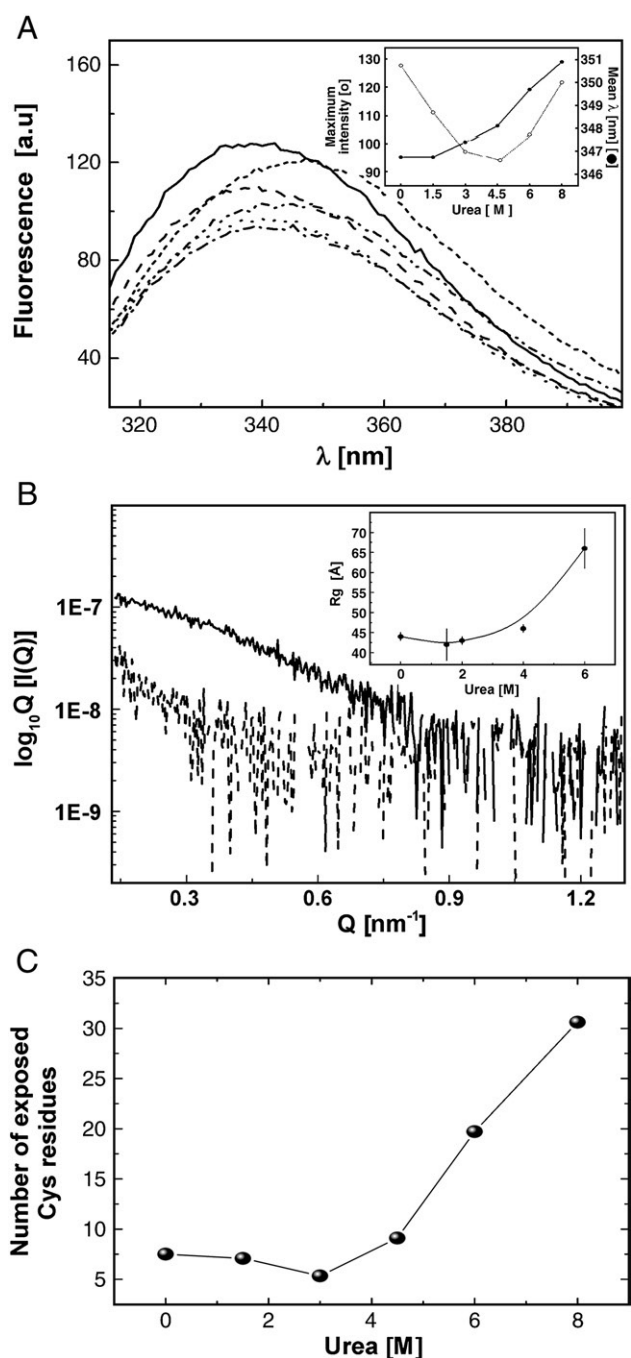 A
Fluorescence [a.u]
160
120
80
40
320 340 360 380
λ [nm]
Maximum
intensity [o]
130
120
110
100
90
351
350
349
348
347
346
Mean λ [nm] [●]
0 1.5 3 4.5 6 8
Urea [ M ]
B
log10Q [I(Q)]
1E-7
1E-8
1E-9
0.3 0.6 0.9 1.2
Q [nm-1]
Rg [Å]
70
65
60
55
50
45
40
0 2 4 6
Urea [M]
C
Number of exposed
Cys residues
35
30
25
20
15
10
5
0 2 4 6 8
Urea [M]